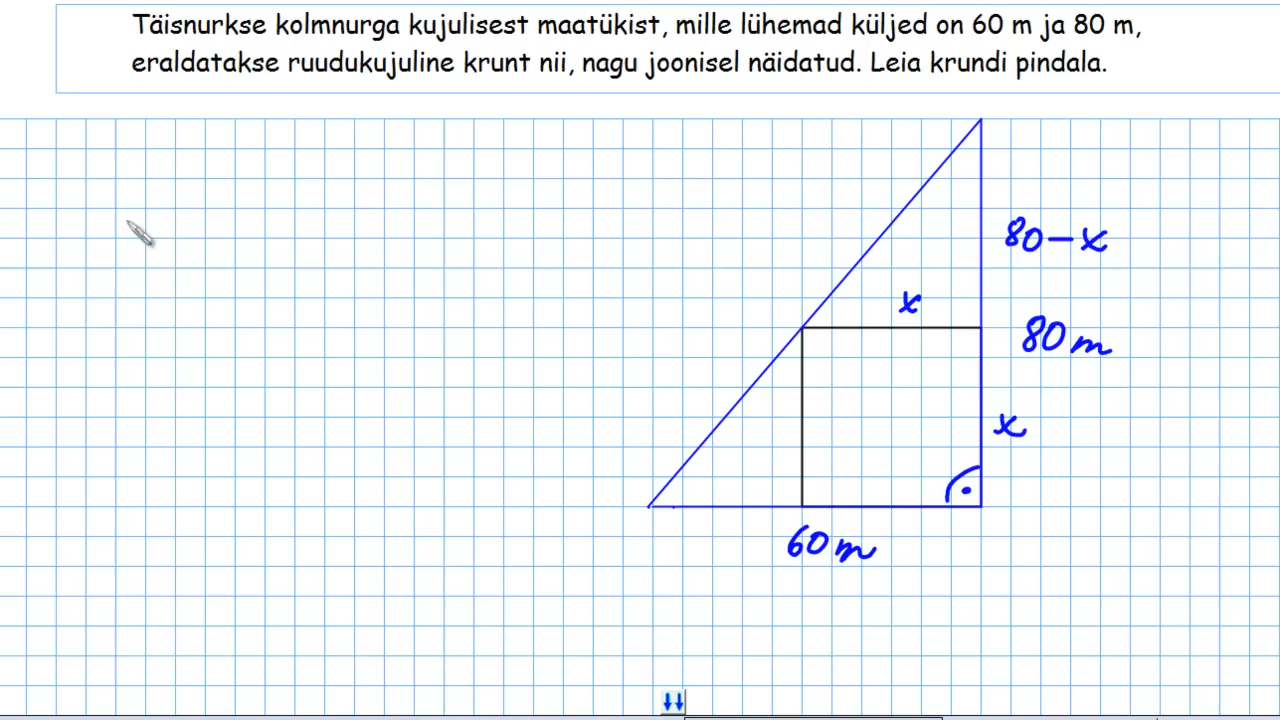 Täisnurkse kolmnurga kujulisest maatükist, mille lühemad küljed on 60 m ja 80 m,
eraldatakse ruudukujuline krunt nii, nagu joonisel näidatud. Leia krundi pindala.
80-x
x
80 m
x
60 m